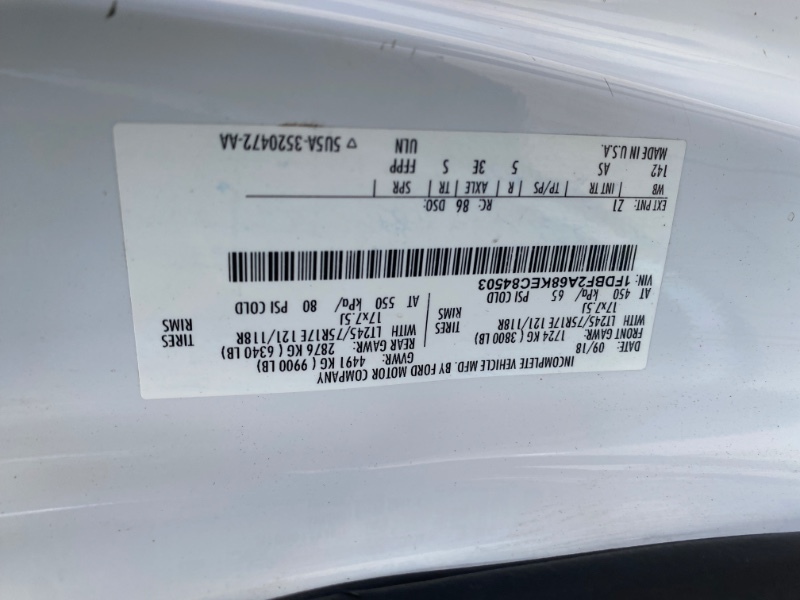 INCOMPLETE VEHICLE MFD. BY FORD MOTOR COMPANY
DATE: 09/18 GVWR: 4491 KG ( 9900 LB)
FRONT GAWR: 1724 KG ( 3800 LB) REAR GAWR: 2876 KG ( 6340 LB)
WITH LT245/75R17E 121/118R TIRES WITH LT245/75R17E 121/118R TIRES
17x7.5J RIMS 17x7.5J RIMS
AT 450 kPa/ 65 PSI COLD AT 550 kPa/ 80 PSI COLD
VIN: 1FDBF2A68KEC84503
EXT PNT: Z1 RC: 86 DSO:
WB | INT TR | TP/PS | R | AXLE | TR | SPR
142 AS 5 3E S FFPP
MADE IN U.S.A. ULN 5U5A-3520472-AA